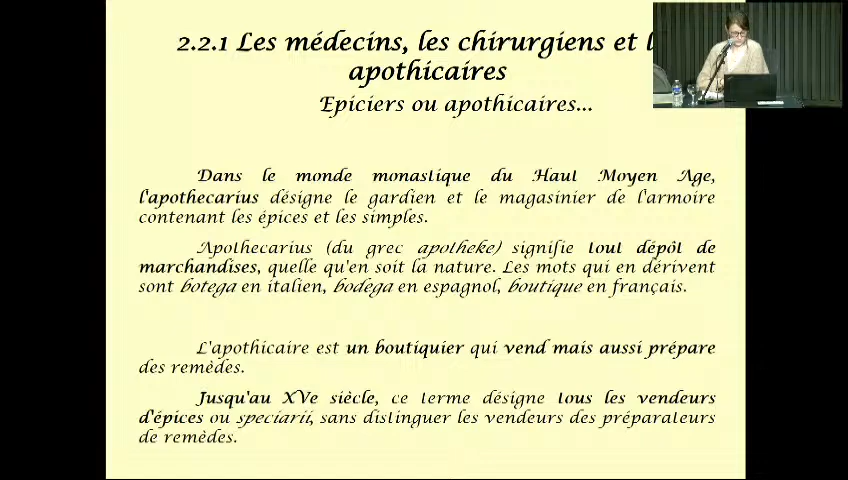 2.2.1 Les médecins, les chirurgiens et l
apothicaires
Epiciers ou apothicaires...
Dans le monde monastique du Haut Moyen Age,
l'apothecarius désigne le gardien et le magasinier de l'armoire
contenant les épices et les simples.
Apothecarius (du grec apotheke) signifie tout dépôt de
marchandises, quelle qu'en soit la nature. Les mots qui en dérivent
sont botega en italien, bodega en espagnol, boutique en français.
L'apothicaire est un boutiquier qui vend mais aussi prépare
des remèdes.
Jusqu'au XVe siècle, ce terme désigne tous les vendeurs
d'épices ou speciarii, sans distinguer les vendeurs des préparateurs
de remèdes.